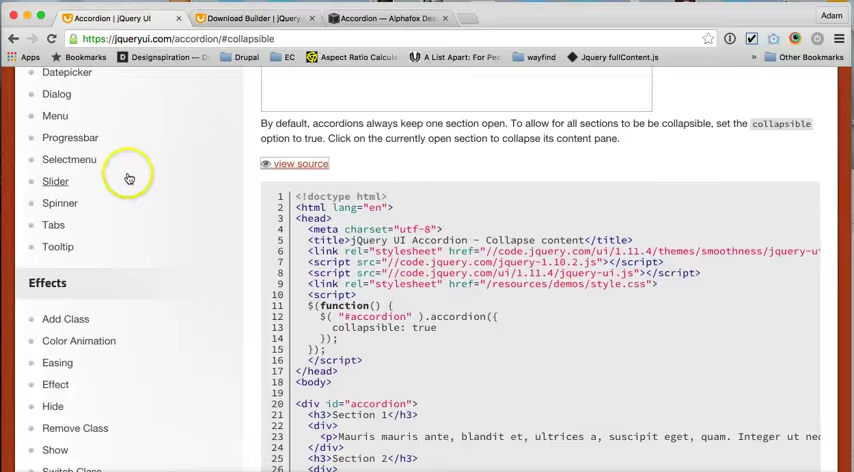 Accordion | jQuery UI
Download Builder | jQuery
Accordion — Alphafox Des
Adam
https://jqueryui.com/accordion/#collapsible
Apps
Bookmarks
Designspiration —
Drupal
EC
Aspect Ratio Calcula
A List Apart: For Pe
wayfind
Jquery fullContent.js
»
Other Bookmarks
Datepicker
Dialog
Menu
Progressbar
Selectmenu
Slider
Spinner
Tabs
Tooltip
Effects
Add Class
Color Animation
Easing
Effect
Hide
Remove Class
Show
Switch Class
By default, accordions always keep one section open. To allow for all sections to be be collapsible, set the collapsible
option to true. Click on the currently open section to collapse its content pane.
view source
1 <!doctype html>
2 <html lang="en">
3 <head>
4 <meta charset="utf-8">
5 <title>jQuery UI Accordion - Collapse content</title>
6 <link rel="stylesheet" href="//code.jquery.com/ui/1.11.4/themes/smoothness/jquery-u
7 <script src="//code.jquery.com/jquery-1.10.2.js"></script>
8 <script src="//code.jquery.com/ui/1.11.4/jquery-ui.js"></script>
9 <link rel="stylesheet" href="/resources/demos/style.css">
10 <script>
11 $(function() {
12 $( "#accordion" ).accordion({
13 collapsible: true
14 });
15 });
16 </script>
17 </head>
18 <body>
19
20 <div id="accordion">
21 <h3>Section 1</h3>
22 <div>
23 <p>Mauris mauris ante, blandit et, ultrices a, suscipit eget, quam. Integer ut nec
24 </div>
25 <h3>Section 2</h3>
26 <div>